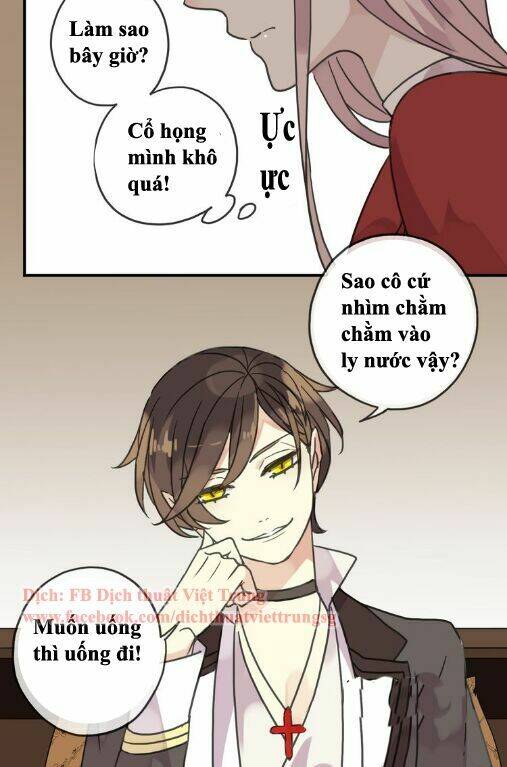 Làm sao
bây giờ?
Cổ họng
mình khô
quá!
Ực
ực
Sao cô cứ
nhìm chằm
chằm vào
ly nước vậy?
Dịch: FB Dịch thuật Việt Trung
www.facebook.com/dichthuatviettrungsg
Muốn uống
thì uống đi!